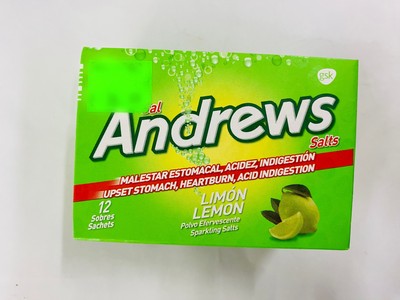 gsk
al
Andrews
Salts
MALESTAR ESTOMACAL, ACIDEZ, INDIGESTIÓN
UPSET STOMACH, HEARTBURN, ACID INDIGESTION
12
Sobres
Sachets
LIMÓN
LEMON
Polvo Efervescente
Sparkling Salts